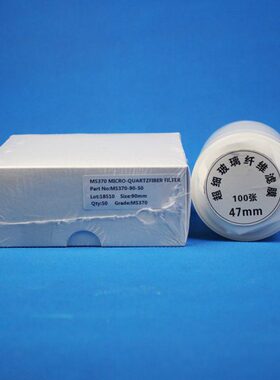 MS370 MICRO-QUARTZFIBER FILTER
Part No:MS370-90-50
Lot:18510 Size:90mm
Qty:50 Grade:MS370
超细玻璃纤维滤膜
100张
47mm